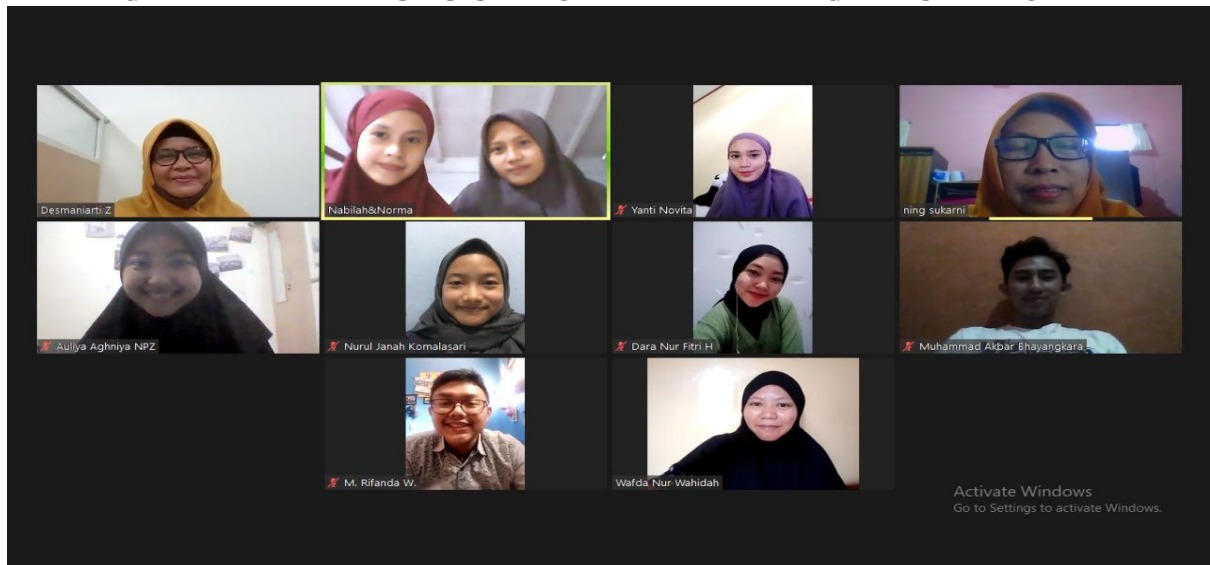 Desmaniarti Z
Nabilah&Norma
Yanti Novita
ning sukarni
Auliya Aghniya NPZ
Nurul Janah Komalasari
Dara Nur Fitri H
Muhammad Akbar Bhayangkara
M. Rifanda W.
Wafda Nur Wahidah
Activate Windows
Go to Settings to activate Windows.